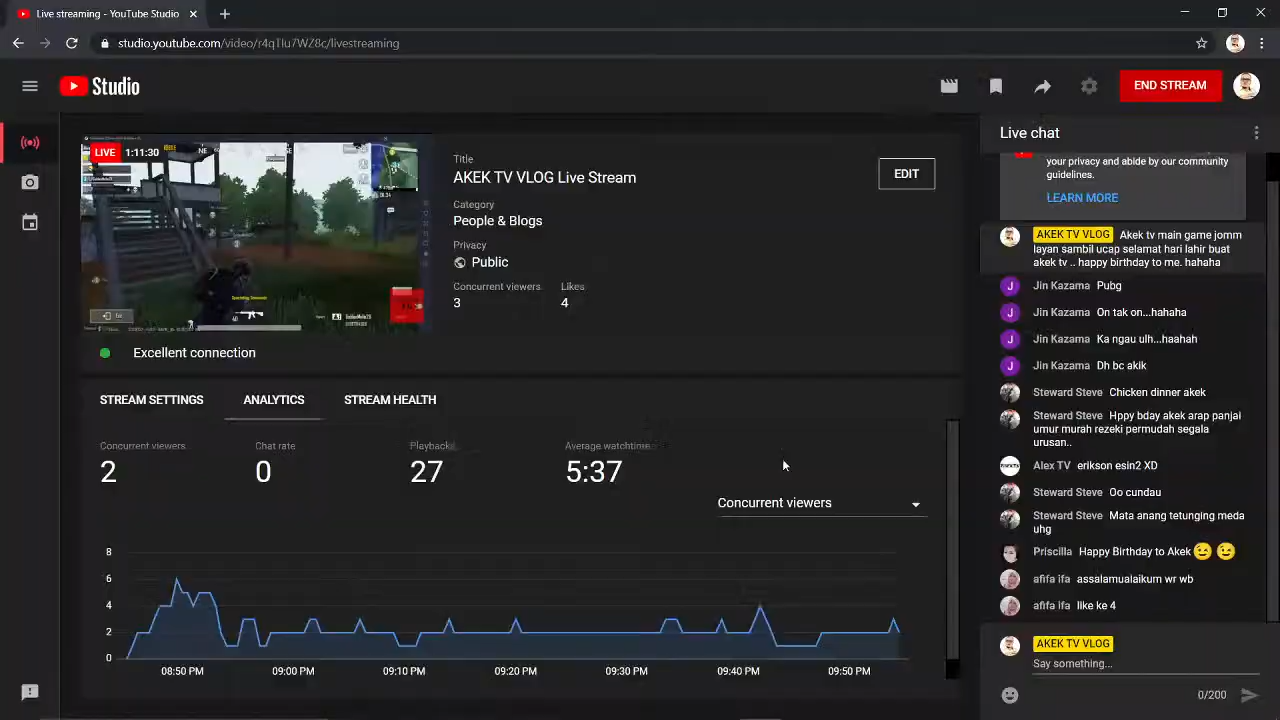 Live streaming - YouTube Studio
studio.youtube.com/video/r4qTlu7WZ8c/livestreaming
Studio
END STREAM
LIVE 1:11:30
NE
Title
AKEK TV VLOG Live Stream
EDIT
Category
People & Blogs
Privacy
Public
Concurrent viewers
Likes
3
4
Excellent connection
STREAM SETTINGS
ANALYTICS
STREAM HEALTH
Concurrent viewers
Chat rate
Playbacks
Average watchtime
2
0
27
5:37
Concurrent viewers
8
6
4
2
0
08:50 PM
09:00 PM
09:10 PM
09:20 PM
09:30 PM
09:40 PM
09:50 PM
Live chat
your privacy and abide by our community
guidelines.
LEARN MORE
AKEK TV VLOG Akek tv main game jomm
layan sambil ucap selamat hari lahir buat
akek tv .. happy birthday to me. hahaha
J Jin Kazama Pubg
J Jin Kazama On tak on...hahaha
J Jin Kazama Ka ngau ulh...haahah
J Jin Kazama Dh bc akik
Steward Steve Chicken dinner akek
Steward Steve Hppy bday akek arap panjai
umur murah rezeki permudah segala
urusan..
Alex TV erikson esin2 XD
Steward Steve Oo cundau
Steward Steve Mata anang tetunging meda
uhg
Priscilla Happy Birthday to Akek😉 😉
afifa ifa assalamualaikum wr wb
afifa ifa like ke 4
AKEK TV VLOG
Say something...
0/200